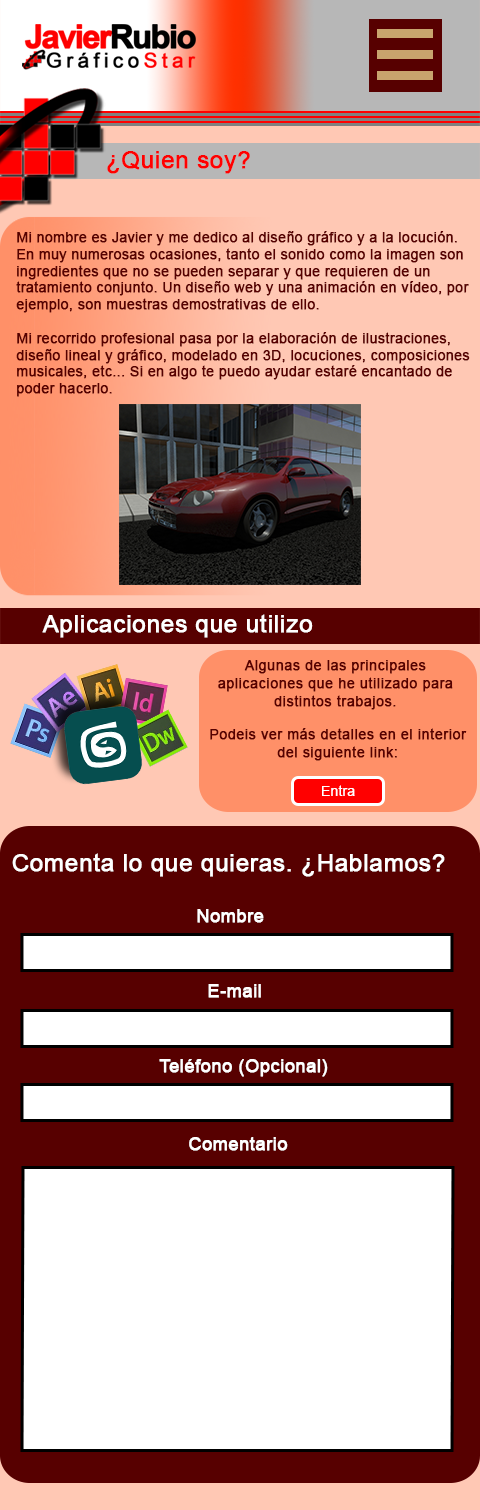 JavierRubio
GráficoStar
¿Quien soy?
Mi nombre es Javier y me dedico al diseño gráfico y a la locución.
En muy numerosas ocasiones, tanto el sonido como la imagen son
ingredientes que no se pueden separar y que requieren de un
tratamiento conjunto. Un diseño web y una animación en vídeo, por
ejemplo, son muestras demostrativas de ello.
Mi recorrido profesional pasa por la elaboración de ilustraciones,
diseño lineal y gráfico, modelado en 3D, locuciones, composiciones
musicales, etc... Si en algo te puedo ayudar estaré encantado de
poder hacerlo.
Aplicaciones que utilizo
Ps
Ae
Ai
Id
Dw
Algunas de las principales
aplicaciones que he utilizado para
distintos trabajos.
Podeis ver más detalles en el interior
del siguiente link:
Entra
Comenta lo que quieras. ¿Hablamos?
Nombre
E-mail
Teléfono (Opcional)
Comentario